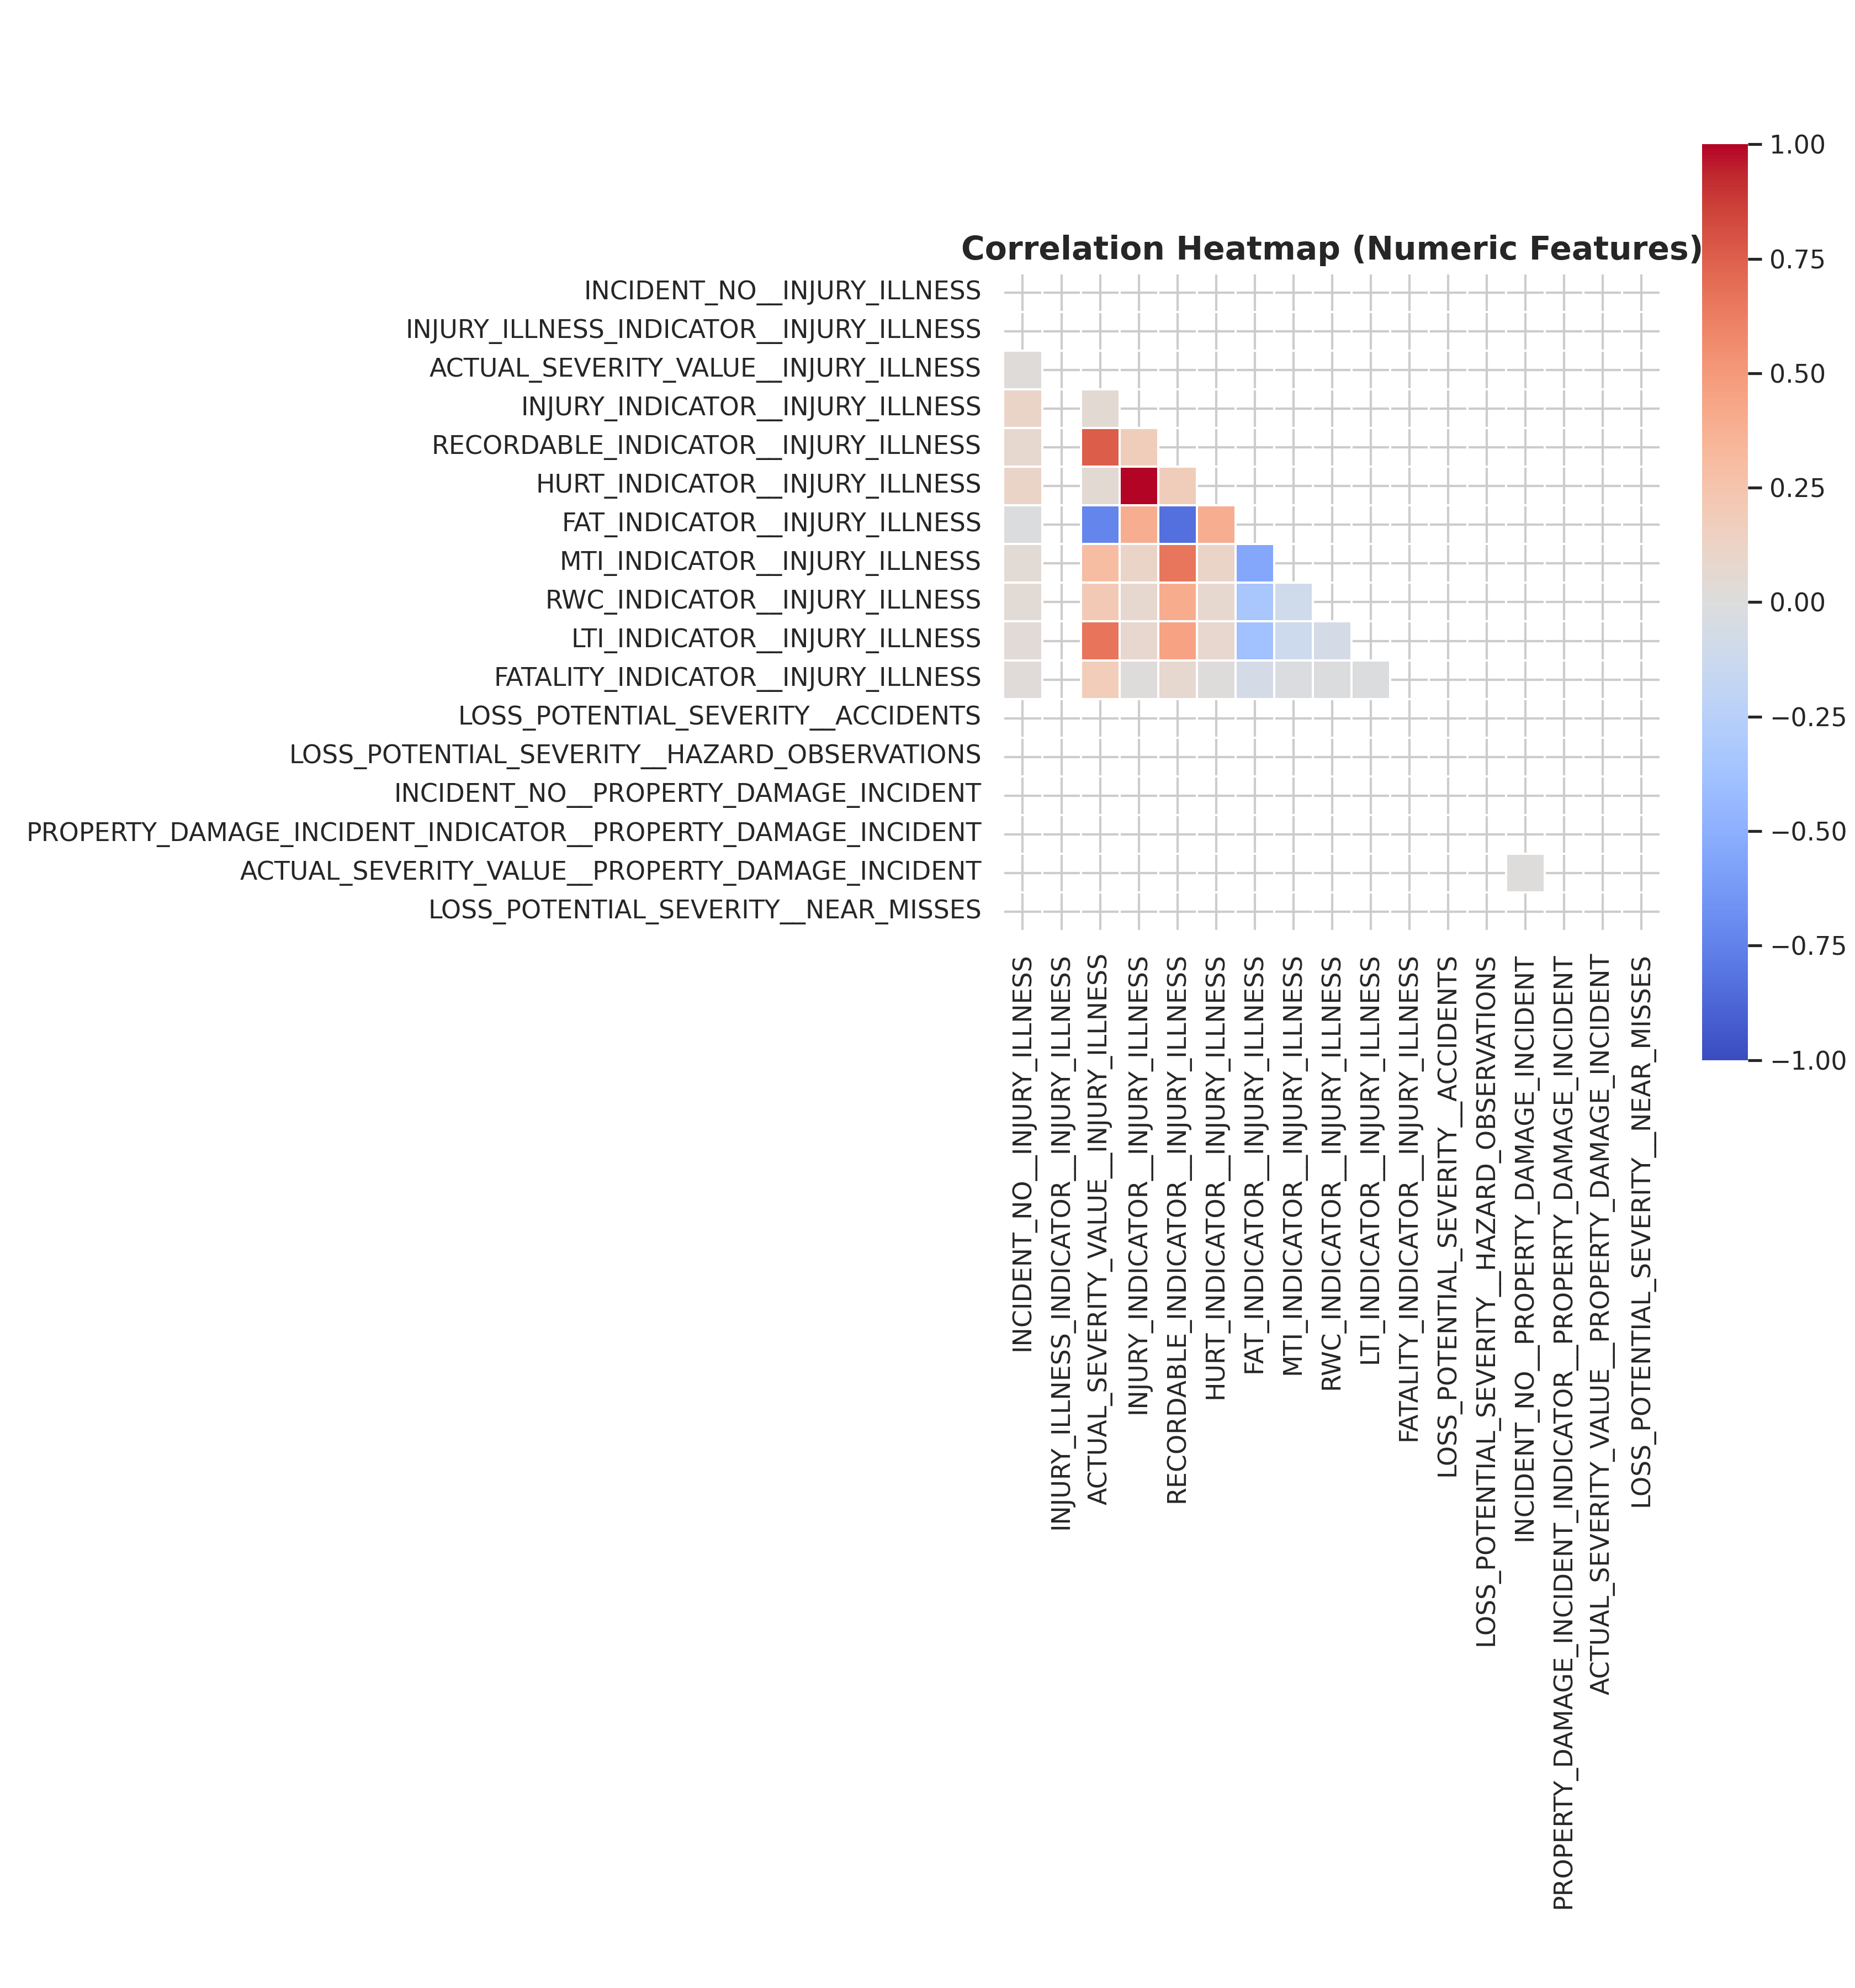 Correlation Heatmap (Numeric Features)
INCIDENT_NO__INJURY_ILLNESS
INJURY_ILLNESS_INDICATOR__INJURY_ILLNESS
ACTUAL_SEVERITY_VALUE__INJURY_ILLNESS
INJURY_INDICATOR__INJURY_ILLNESS
RECORDABLE_INDICATOR__INJURY_ILLNESS
HURT_INDICATOR__INJURY_ILLNESS
FAT_INDICATOR__INJURY_ILLNESS
MTI_INDICATOR__INJURY_ILLNESS
RWC_INDICATOR__INJURY_ILLNESS
LTI_INDICATOR__INJURY_ILLNESS
FATALITY_INDICATOR__INJURY_ILLNESS
LOSS_POTENTIAL_SEVERITY__ACCIDENTS
LOSS_POTENTIAL_SEVERITY__HAZARD_OBSERVATIONS
INCIDENT_NO__PROPERTY_DAMAGE_INCIDENT
PROPERTY_DAMAGE_INCIDENT_INDICATOR__PROPERTY_DAMAGE_INCIDENT
ACTUAL_SEVERITY_VALUE__PROPERTY_DAMAGE_INCIDENT
LOSS_POTENTIAL_SEVERITY__NEAR_MISSES
INCIDENT_NO__INJURY_ILLNESS
INJURY_ILLNESS_INDICATOR__INJURY_ILLNESS
ACTUAL_SEVERITY_VALUE__INJURY_ILLNESS
INJURY_INDICATOR__INJURY_ILLNESS
RECORDABLE_INDICATOR__INJURY_ILLNESS
HURT_INDICATOR__INJURY_ILLNESS
FAT_INDICATOR__INJURY_ILLNESS
MTI_INDICATOR__INJURY_ILLNESS
RWC_INDICATOR__INJURY_ILLNESS
LTI_INDICATOR__INJURY_ILLNESS
FATALITY_INDICATOR__INJURY_ILLNESS
LOSS_POTENTIAL_SEVERITY__ACCIDENTS
LOSS_POTENTIAL_SEVERITY__HAZARD_OBSERVATIONS
INCIDENT_NO__PROPERTY_DAMAGE_INCIDENT
PROPERTY_DAMAGE_INCIDENT_INDICATOR__PROPERTY_DAMAGE_INCIDENT
ACTUAL_SEVERITY_VALUE__PROPERTY_DAMAGE_INCIDENT
LOSS_POTENTIAL_SEVERITY__NEAR_MISSES
1.00
0.75
0.50
0.25
0.00
−0.25
−0.50
−0.75
−1.00